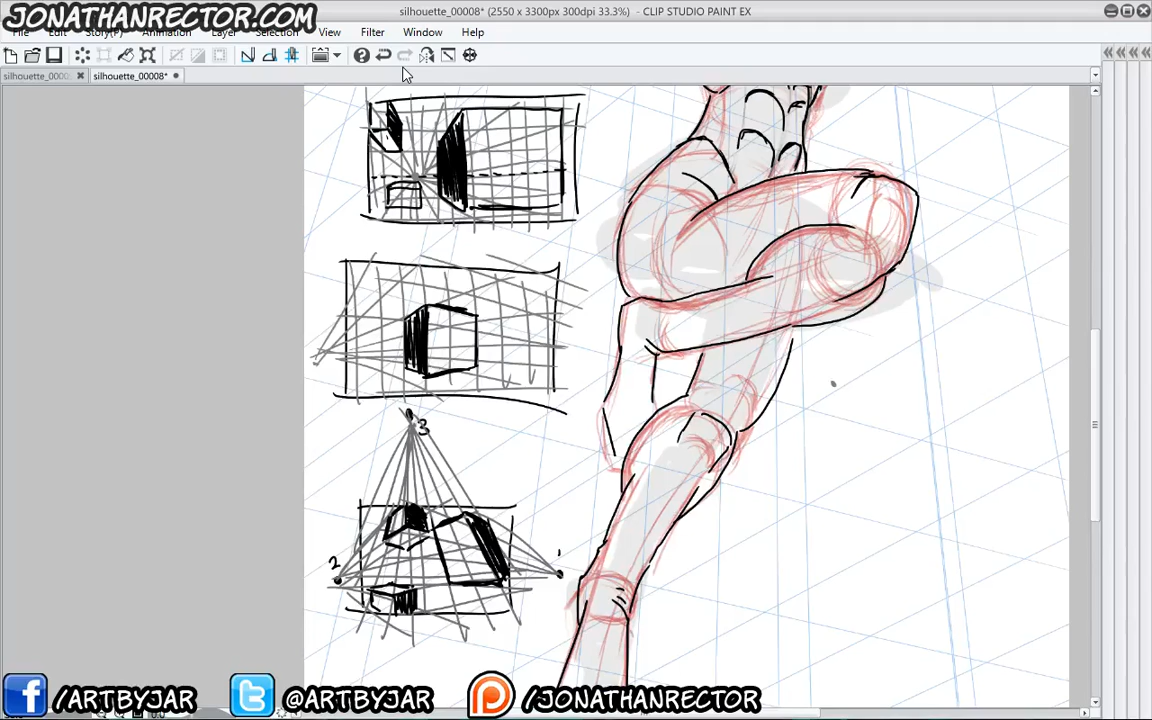 JONATHANRECTOR.COM
silhouette_00008* (2550 x 3300px 300dpi 33.3%) - CLIP STUDIO PAINT EX
File Edit Story(P) Animation Layer Selection View Filter Window Help
silhouette_0000 silhouette_00008*
3
2
1
/ARTBYJAR @ARTBYJAR /JONATHANRECTOR